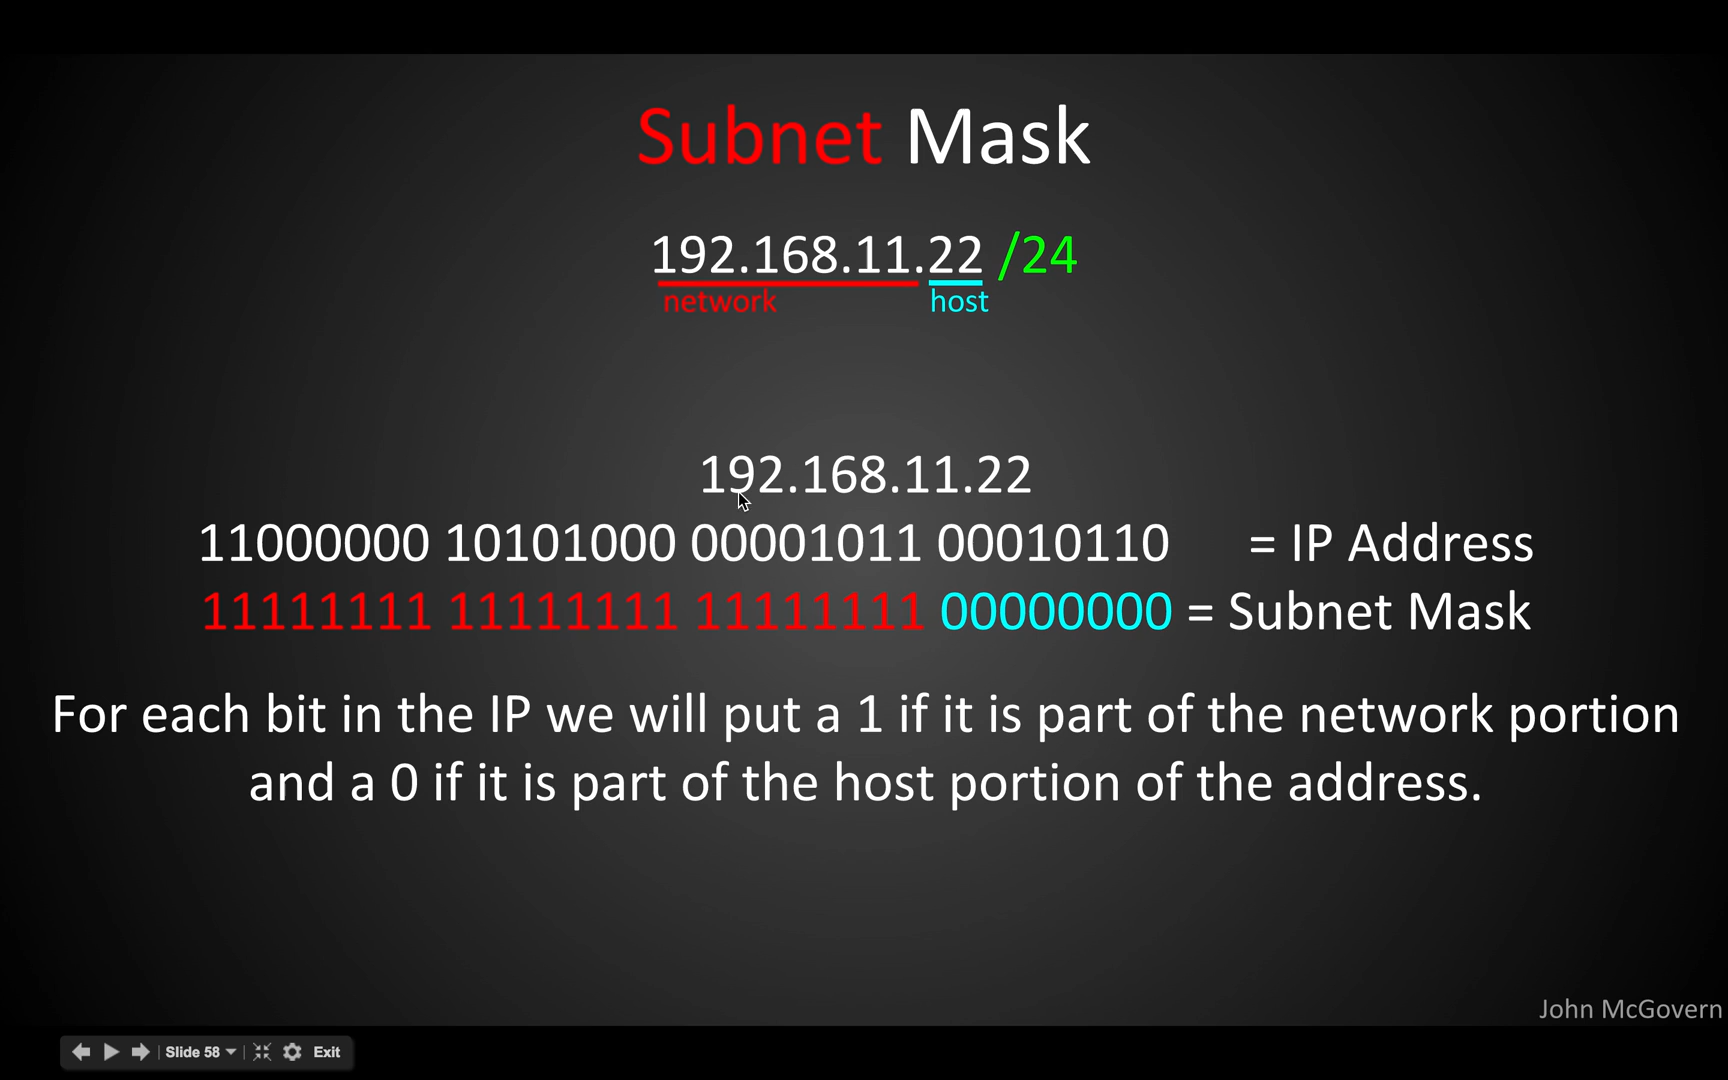 Subnet Mask
192.168.11.22 /24
network host
192.168.11.22
11000000 10101000 00001011 00010110 = IP Address
11111111 11111111 11111111 00000000 = Subnet Mask
For each bit in the IP we will put a 1 if it is part of the network portion
and a 0 if it is part of the host portion of the address.
John McGovern
Slide 58 Exit